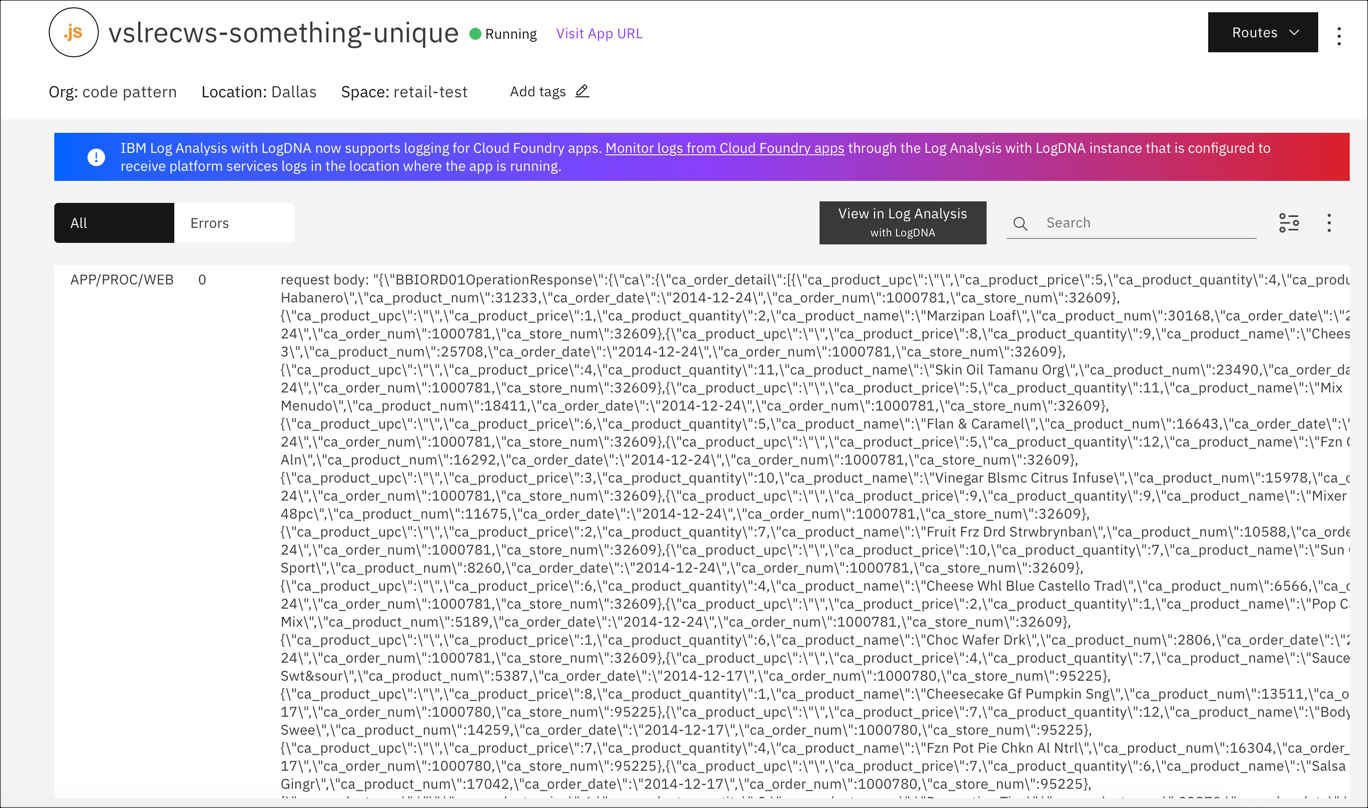 .js vslrecws-something-unique Running Visit App URL Routes
Org: code pattern Location: Dallas Space: retail-test Add tags
IBM Log Analysis with LogDNA now supports logging for Cloud Foundry apps. Monitor logs from Cloud Foundry apps through the Log Analysis with LogDNA instance that is configured to
receive platform services logs in the location where the app is running.
All Errors View in Log Analysis
with LogDNA
Search
APP/PROC/WEB 0 request body: "{\"BBIORD01OperationResponse\":{\"ca\":{\"ca_order_detail\":[{\"ca_product_upc\":\"\",\"ca_product_price\":5,\"ca_product_quantity\":4,\"ca_produ
Habanero\",\"ca_product_num\":31233,\"ca_order_date\":\"2014-12-24\",\"ca_order_num\":1000781,\"ca_store_num\":32609},
{\"ca_product_upc\":\"\",\"ca_product_price\":1,\"ca_product_quantity\":2,\"ca_product_name\":\"Marzipan Loaf\",\"ca_product_num\":30168,\"ca_order_date\":\"2
24\",\"ca_order_num\":1000781,\"ca_store_num\":32609},{\"ca_product_upc\":\"\",\"ca_product_price\":8,\"ca_product_quantity\":9,\"ca_product_name\":\"Chees
3\",\"ca_product_num\":25708,\"ca_order_date\":\"2014-12-24\",\"ca_order_num\":1000781,\"ca_store_num\":32609},
{\"ca_product_upc\":\"\",\"ca_product_price\":4,\"ca_product_quantity\":11,\"ca_product_name\":\"Skin Oil Tamanu Org\",\"ca_product_num\":23490,\"ca_order_da
24\",\"ca_order_num\":1000781,\"ca_store_num\":32609},{\"ca_product_upc\":\"\",\"ca_product_price\":5,\"ca_product_quantity\":11,\"ca_product_name\":\"Mix
Menudo\",\"ca_product_num\":18411,\"ca_order_date\":\"2014-12-24\",\"ca_order_num\":1000781,\"ca_store_num\":32609},
{\"ca_product_upc\":\"\",\"ca_product_price\":6,\"ca_product_quantity\":5,\"ca_product_name\":\"Flan & Caramel\",\"ca_product_num\":16643,\"ca_order_date\":\"
24\",\"ca_order_num\":1000781,\"ca_store_num\":32609},{\"ca_product_upc\":\"\",\"ca_product_price\":5,\"ca_product_quantity\":12,\"ca_product_name\":\"Fzn
Aln\",\"ca_product_num\":16292,\"ca_order_date\":\"2014-12-24\",\"ca_order_num\":1000781,\"ca_store_num\":32609},
{\"ca_product_upc\":\"\",\"ca_product_price\":3,\"ca_product_quantity\":10,\"ca_product_name\":\"Vinegar Blsmc Citrus Infuse\",\"ca_product_num\":15978,\"ca_o
24\",\"ca_order_num\":1000781,\"ca_store_num\":32609},{\"ca_product_upc\":\"\",\"ca_product_price\":9,\"ca_product_quantity\":9,\"ca_product_name\":\"Mixer
48pc\",\"ca_product_num\":11675,\"ca_order_date\":\"2014-12-24\",\"ca_order_num\":1000781,\"ca_store_num\":32609},
{\"ca_product_upc\":\"\",\"ca_product_price\":2,\"ca_product_quantity\":7,\"ca_product_name\":\"Fruit Frz Drd Strwbrynban\",\"ca_product_num\":10588,\"ca_orde
24\",\"ca_order_num\":1000781,\"ca_store_num\":32609},{\"ca_product_upc\":\"\",\"ca_product_price\":10,\"ca_product_quantity\":7,\"ca_product_name\":\"Sun
Sport\",\"ca_product_num\":8260,\"ca_order_date\":\"2014-12-24\",\"ca_order_num\":1000781,\"ca_store_num\":32609},
{\"ca_product_upc\":\"\",\"ca_product_price\":6,\"ca_product_quantity\":4,\"ca_product_name\":\"Cheese Whl Blue Castello Trad\",\"ca_product_num\":6566,\"ca_o
24\",\"ca_order_num\":1000781,\"ca_store_num\":32609},{\"ca_product_upc\":\"\",\"ca_product_price\":2,\"ca_product_quantity\":1,\"ca_product_name\":\"Pop C
Mix\",\"ca_product_num\":5189,\"ca_order_date\":\"2014-12-24\",\"ca_order_num\":1000781,\"ca_store_num\":32609},
{\"ca_product_upc\":\"\",\"ca_product_price\":1,\"ca_product_quantity\":6,\"ca_product_name\":\"Choc Wafer Drk\",\"ca_product_num\":2806,\"ca_order_date\":\"2
24\",\"ca_order_num\":1000781,\"ca_store_num\":32609},{\"ca_product_upc\":\"\",\"ca_product_price\":4,\"ca_product_quantity\":7,\"ca_product_name\":\"Sauce
Swt&sour\",\"ca_product_num\":5387,\"ca_order_date\":\"2014-12-17\",\"ca_order_num\":1000780,\"ca_store_num\":95225},
{\"ca_product_upc\":\"\",\"ca_product_price\":8,\"ca_product_quantity\":1,\"ca_product_name\":\"Cheesecake Gf Pumpkin Sng\",\"ca_product_num\":13511,\"ca_o
17\",\"ca_order_num\":1000780,\"ca_store_num\":95225},{\"ca_product_upc\":\"\",\"ca_product_price\":7,\"ca_product_quantity\":12,\"ca_product_name\":\"Body
Swee\",\"ca_product_num\":14259,\"ca_order_date\":\"2014-12-17\",\"ca_order_num\":1000780,\"ca_store_num\":95225},
{\"ca_product_upc\":\"\",\"ca_product_price\":7,\"ca_product_quantity\":4,\"ca_product_name\":\"Fzn Pot Pie Chkn Al Ntrl\",\"ca_product_num\":16304,\"ca_order_
17\",\"ca_order_num\":1000780,\"ca_store_num\":95225},{\"ca_product_upc\":\"\",\"ca_product_price\":7,\"ca_product_quantity\":6,\"ca_product_name\":\"Salsa
Gingr\",\"ca_product_num\":17042,\"ca_order_date\":\"2014-12-17\",\"ca_order_num\":1000780,\"ca_store_num\":95225},